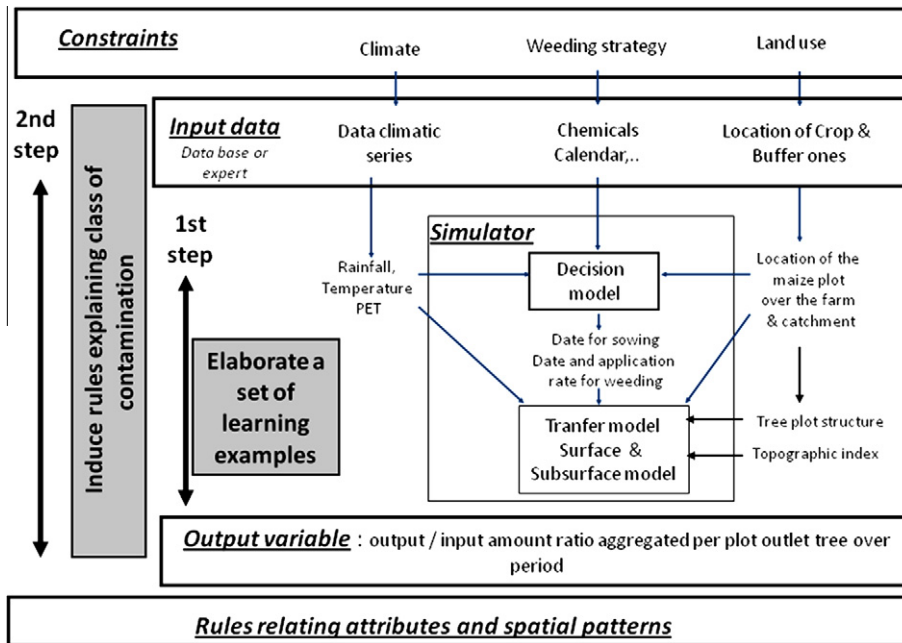 Constraints
Climate
Weeding strategy
Land use
2nd
step
Induce rules explaining class of
contamination
Input data
Data base or
expert
Data climatic
series
Chemicals
Calendar,..
Location of Crop &
Buffer ones
1st
step
Elaborate a
set of
learning
examples
Simulator
Rainfall,
Temperature
PET
Decision
model
Location of the
maize plot
over the farm
& catchment
Date for sowing
Date and application
rate for weeding
Tranfer model
Surface &
Subsurface model
Tree plot structure
Topographic index
Output variable : output / input amount ratio aggregated per plot outlet tree over
period
Rules relating attributes and spatial patterns